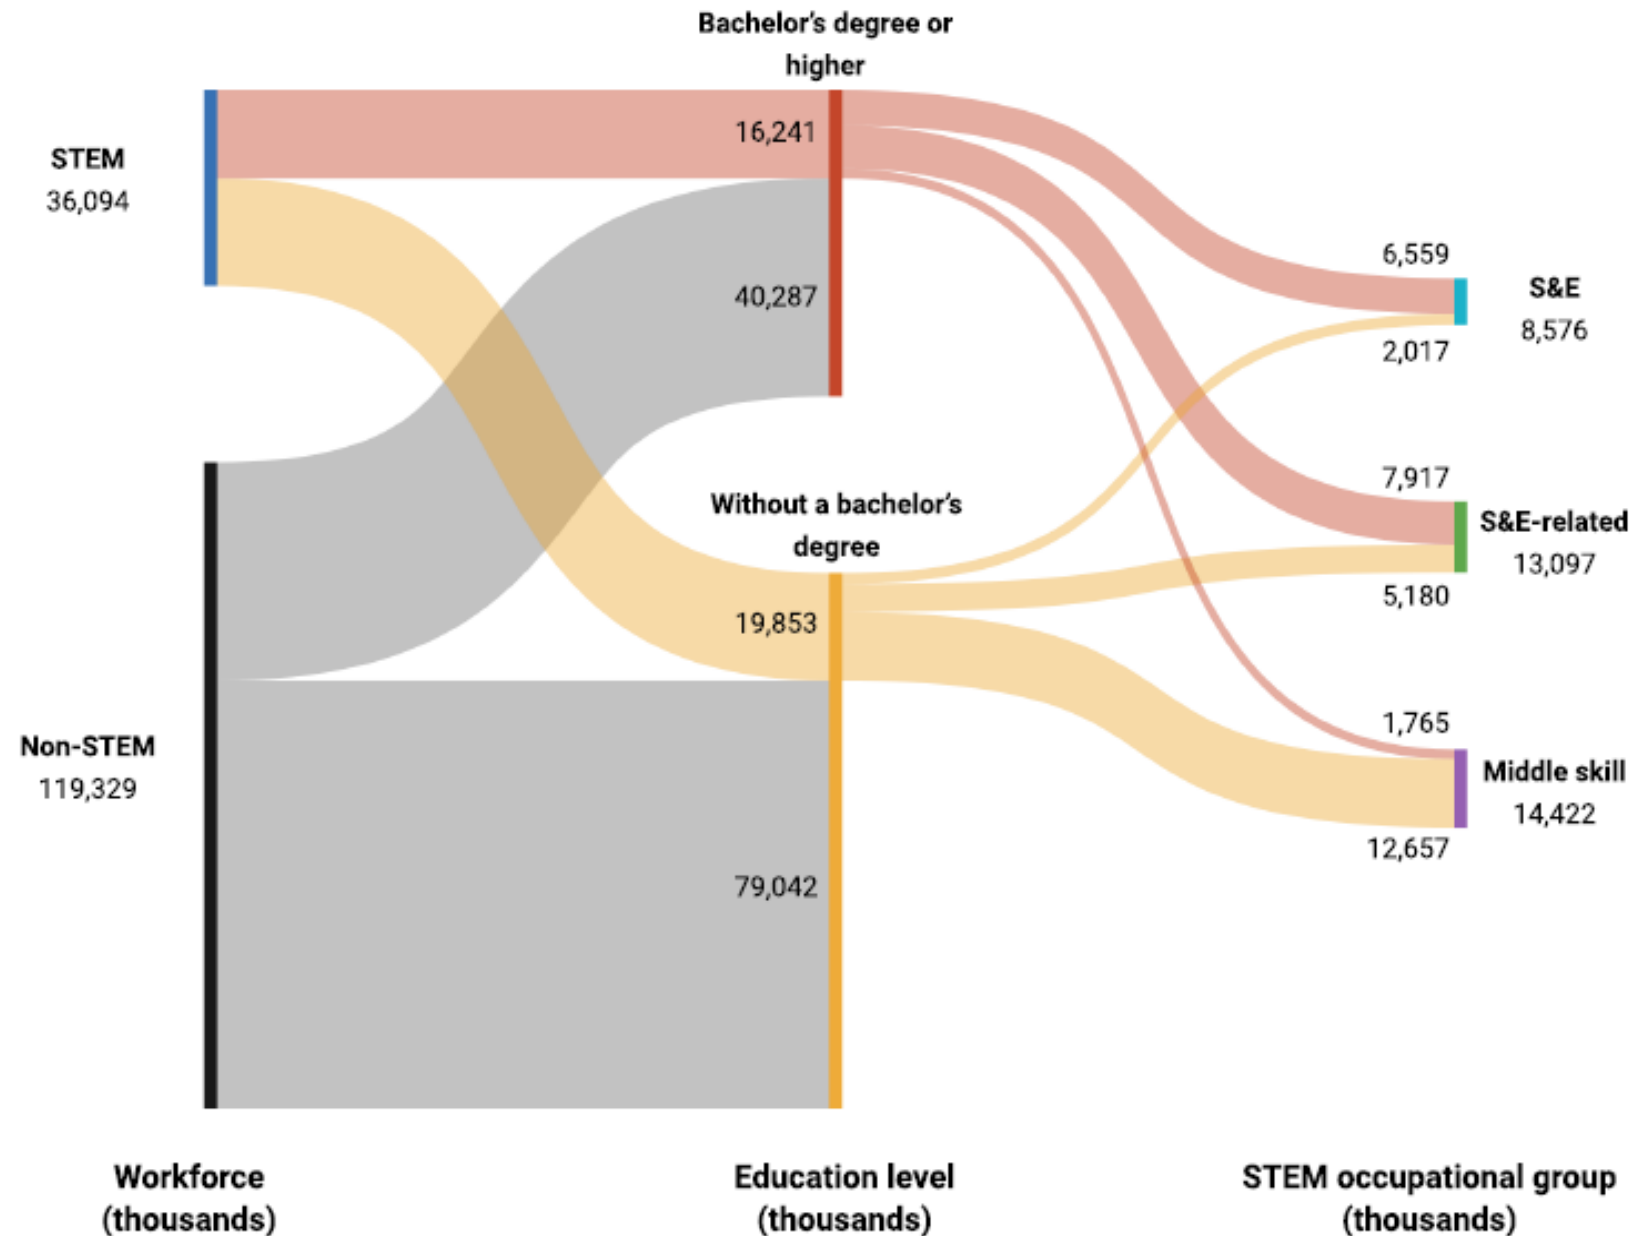 Bachelor's degree or
higher
STEM
36,094
16,241
40,287
6,559
S&E
8,576
2,017
7,917
S&E-related
13,097
5,180
Without a bachelor's
degree
19,853
Non-STEM
119,329
79,042
1,765
Middle skill
14,422
12,657
Workforce
(thousands)
Education level
(thousands)
STEM occupational group
(thousands)